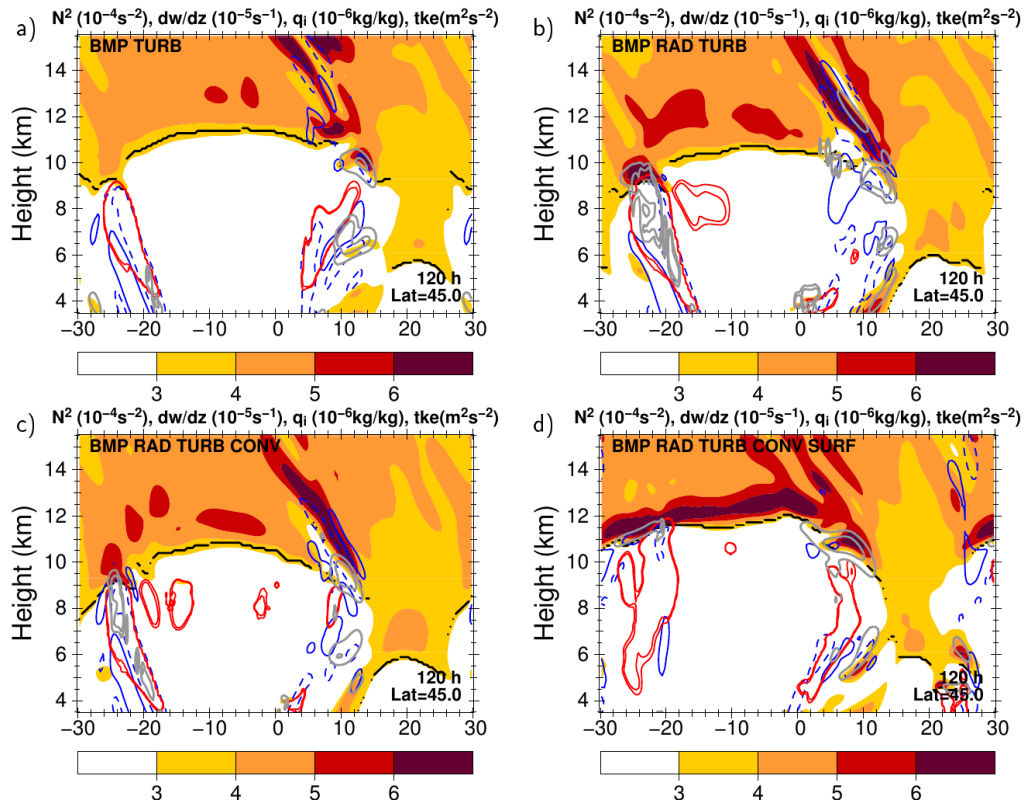 a)
N² (10⁻⁴s⁻²), dw/dz (10⁻⁵s⁻¹), qᵢ (10⁻⁶kg/kg), tke(m²s⁻²)
BMP TURB
Height (km)
14
12
10
8
6
4
120 h
Lat=45.0
−30 −20 −10 0 10 20 30
3 4 5 6
b)
N² (10⁻⁴s⁻²), dw/dz (10⁻⁵s⁻¹), qᵢ (10⁻⁶kg/kg), tke(m²s⁻²)
BMP RAD TURB
Height (km)
14
12
10
8
6
4
120 h
Lat=45.0
−30 −20 −10 0 10 20 30
3 4 5 6
c)
N² (10⁻⁴s⁻²), dw/dz (10⁻⁵s⁻¹), qᵢ (10⁻⁶kg/kg), tke(m²s⁻²)
BMP RAD TURB CONV
Height (km)
14
12
10
8
6
4
120 h
Lat=45.0
−30 −20 −10 0 10 20 30
3 4 5 6
d)
N² (10⁻⁴s⁻²), dw/dz (10⁻⁵s⁻¹), qᵢ (10⁻⁶kg/kg), tke(m²s⁻²)
BMP RAD TURB CONV SURF
Height (km)
14
12
10
8
6
4
120 h
Lat=45.0
−30 −20 −10 0 10 20 30
3 4 5 6